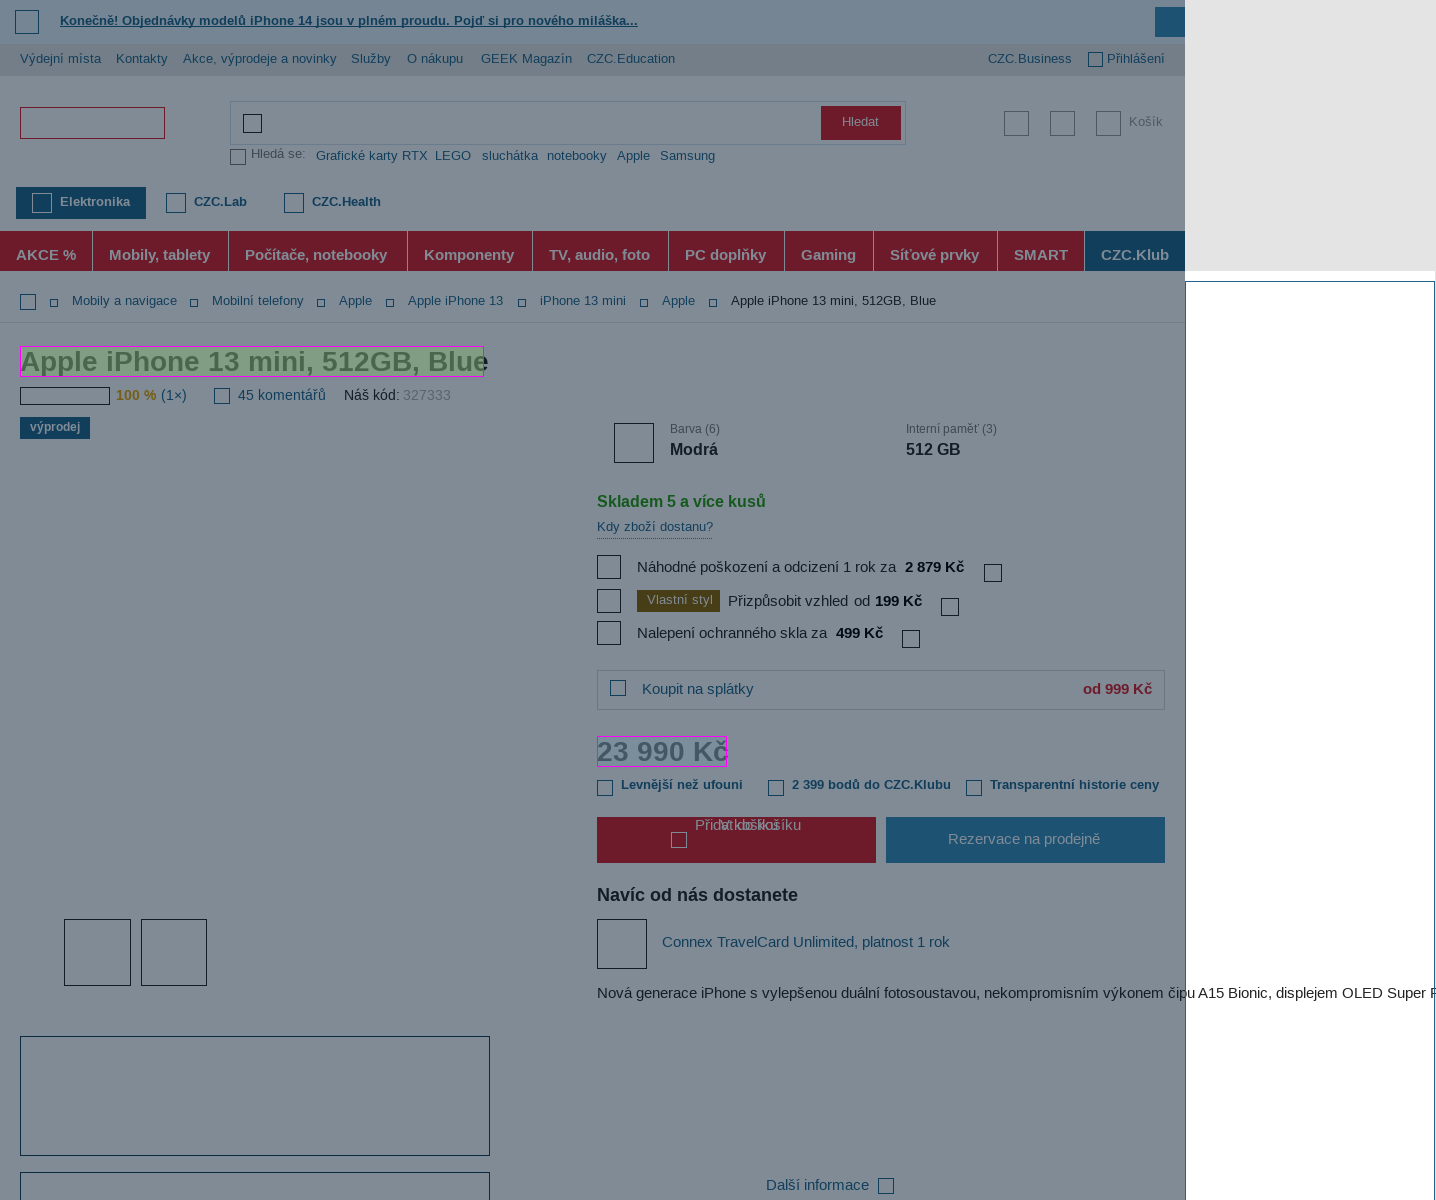 Konečně! Objednávky modelů iPhone 14 jsou v plném proudu. Pojď si pro nového miláška...
Výdejní místa Kontakty Akce, výprodeje a novinky Služby O nákupu GEEK Magazín CZC.Education CZC.Business Přihlášení
Hledat Košík
Hledá se: Grafické karty RTX LEGO sluchátka notebooky Apple Samsung
Elektronika CZC.Lab CZC.Health
AKCE % Mobily, tablety Počítače, notebooky Komponenty TV, audio, foto PC doplňky Gaming Síťové prvky SMART CZC.Klub
Mobily a navigace Mobilní telefony Apple Apple iPhone 13 iPhone 13 mini Apple Apple iPhone 13 mini, 512GB, Blue
Apple iPhone 13 mini, 512GB, Blue
100 % (1×) 45 komentářů Náš kód: 327333
výprodej
Barva (6) Interní paměť (3)
Modrá 512 GB
Skladem 5 a více kusů
Kdy zboží dostanu?
Náhodné poškození a odcizení 1 rok za 2 879 Kč
Vlastní styl Přizpůsobit vzhled od 199 Kč
Nalepení ochranného skla za 499 Kč
Koupit na splátky od 999 Kč
23 990 Kč
Levnější než ufouni 2 399 bodů do CZC.Klubu Transparentní historie ceny
Přidat do košíku V košíku
Rezervace na prodejně
Navíc od nás dostanete
Connex TravelCard Unlimited, platnost 1 rok
Nová generace iPhone s vylepšenou duální fotosoustavou, nekompromisním výkonem čipu A15 Bionic, displejem OLED Super
Další informace